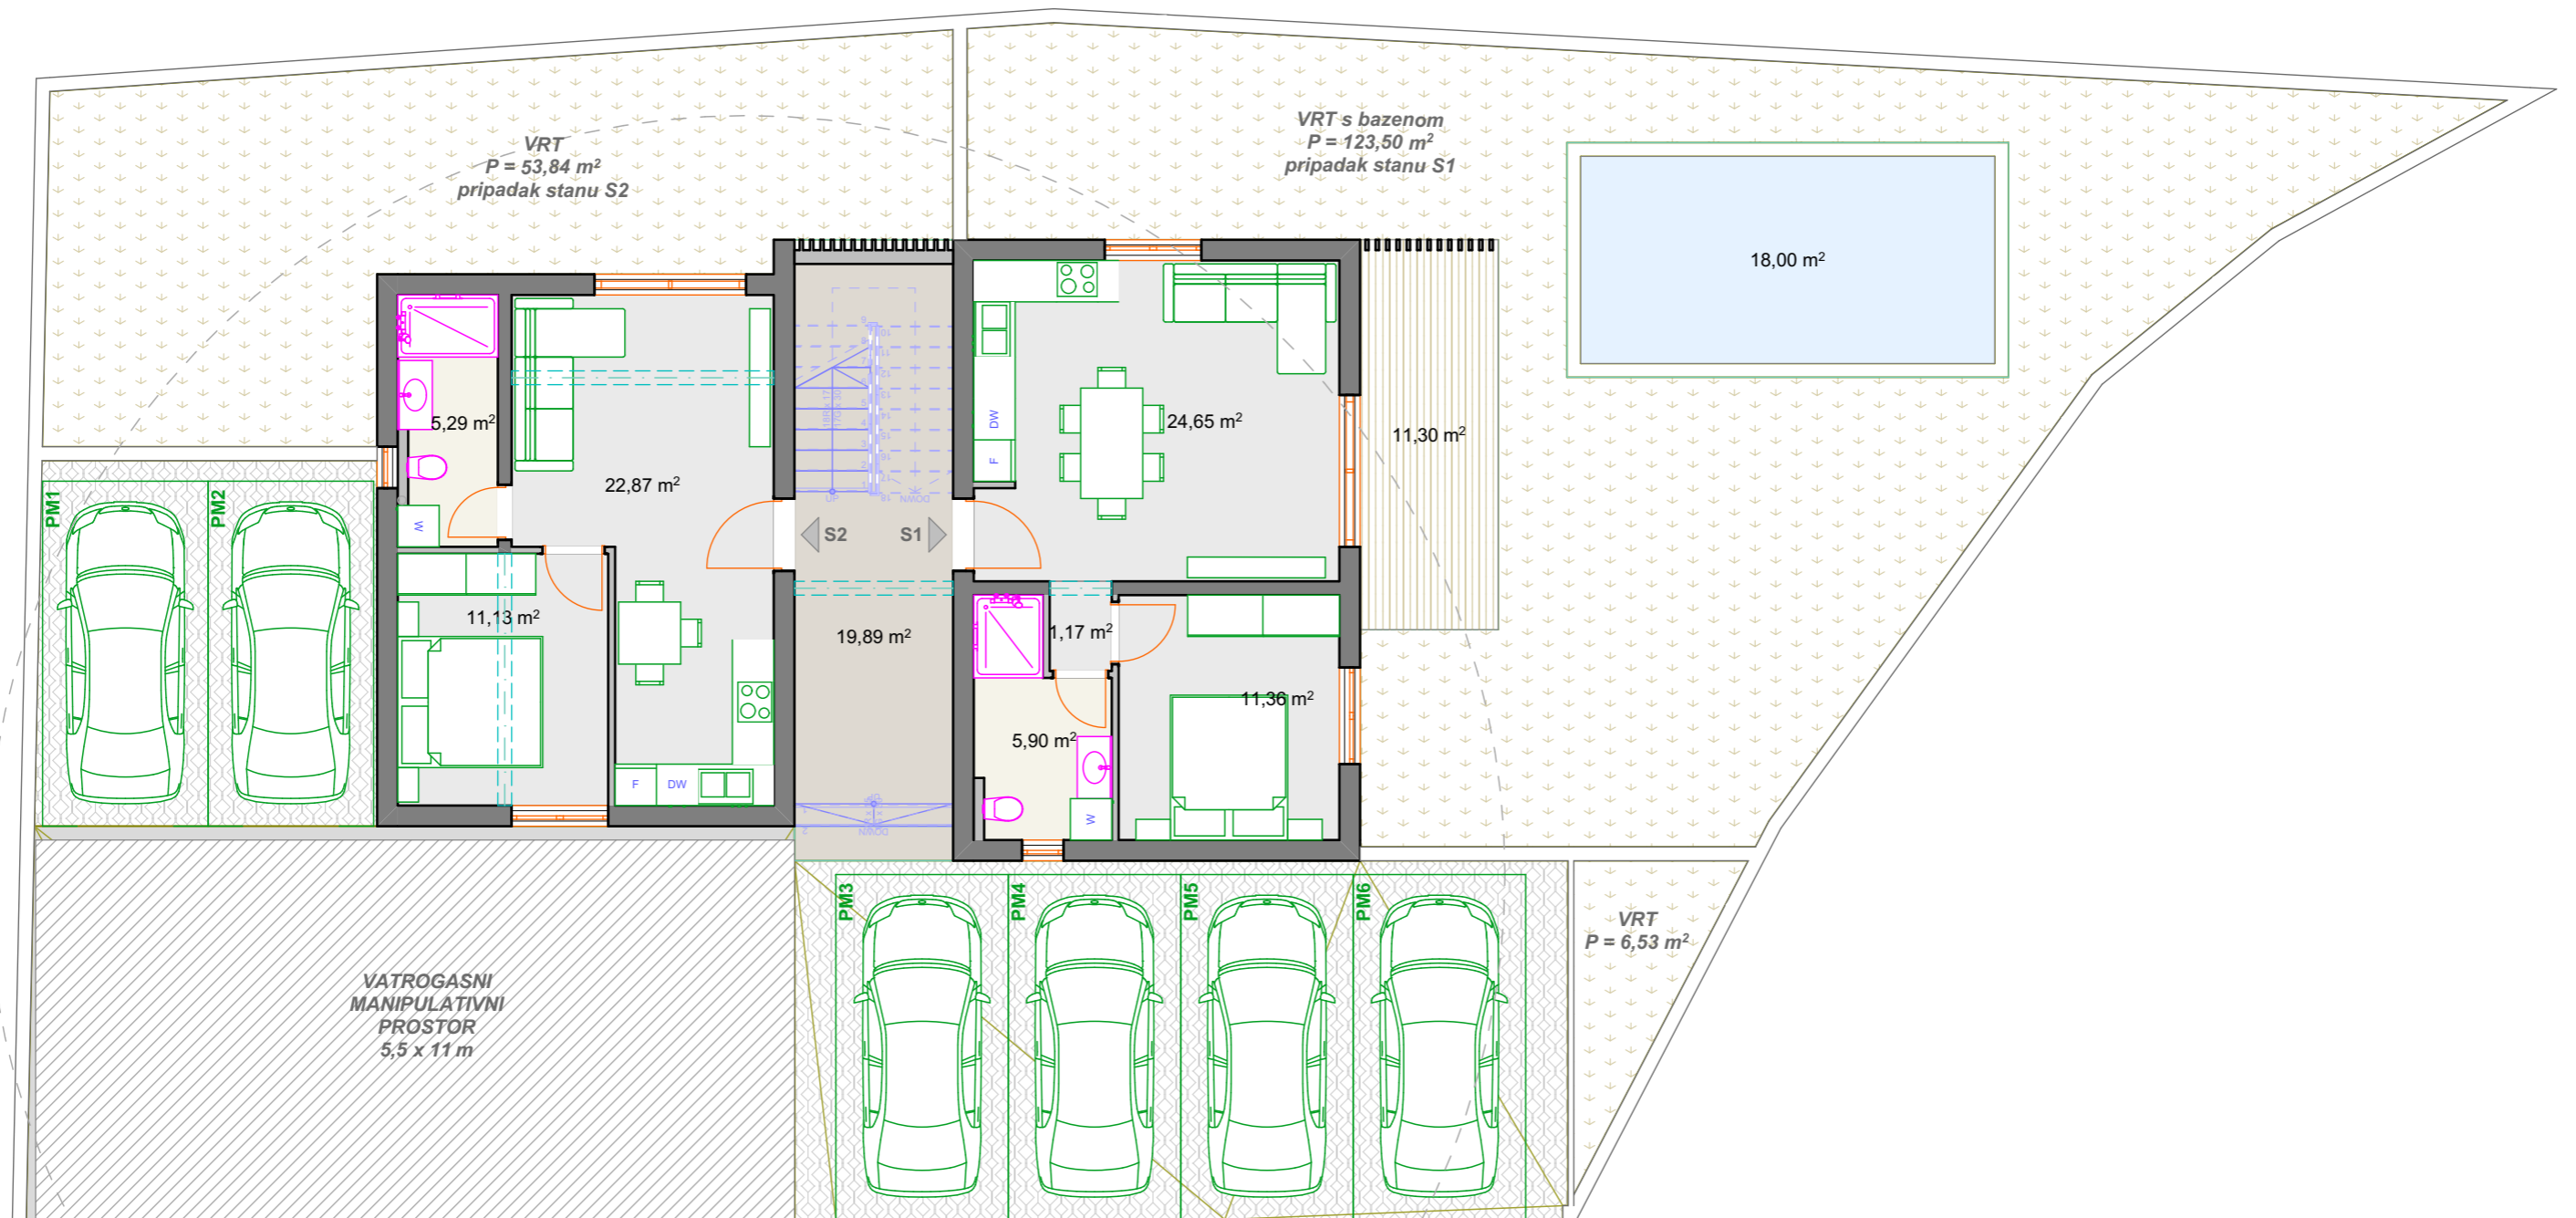 VRT
P = 53,84 m²
pripadak stanu S2
VRT s bazenom
P = 123,50 m²
pripadak stanu S1
18,00 m²
5,29 m²
22,87 m²
24,65 m²
11,30 m²
DW
F
W
UP
DOWN
S2
S1
PM1
PM2
11,13 m²
19,89 m²
1,17 m²
11,36 m²
5,90 m²
F
DW
W
DOWN
PM3
PM4
PM5
PM6
VRT
P = 6,53 m²
VATROGASNI
MANIPULATIVNI
PROSTOR
5,5 x 11 m